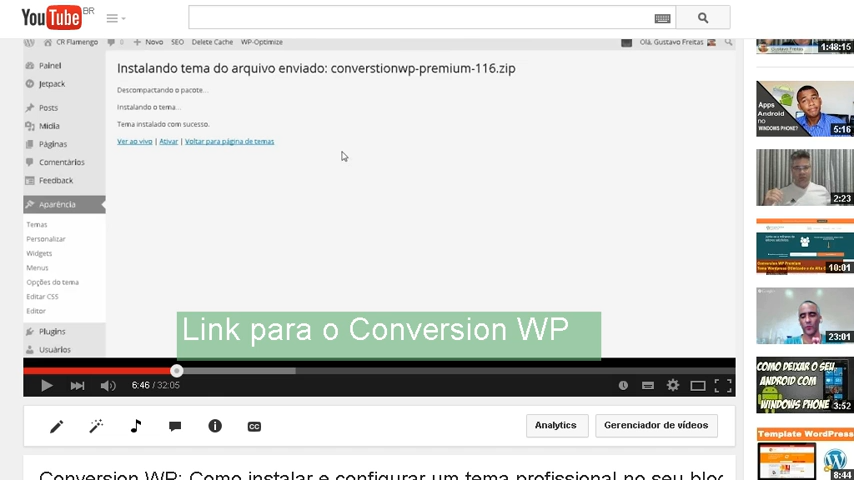 YouTube BR
CR Flamengo 0 + Novo SEO Delete Cache WP-Optimize Olá, Gustavo Freitas
Painel
Jetpack
Posts
Mídia
Páginas
Comentários
Feedback
Aparência
Temas
Personalizar
Widgets
Menus
Opções do tema
Editar CSS
Editor
Plugins
Usuários
Instalando tema do arquivo enviado: converstionwp-premium-116.zip
Descompactando o pacote...
Instalando o tema...
Tema instalado com sucesso.
Ver ao vivo | Ativar | Voltar para página de temas
Link para o Conversion WP
6:46 / 32:05
Analytics
Gerenciador de vídeos
Conversion WP: Como instalar e configurar um tema profissional no seu blog
1:48:15
Apps
Android
no
WINDOWS PHONE?
5:16
2:23
Conversion WP Premium
10:01
23:01
COMO DEIXAR O SEU
ANDROID COM
WINDOWS PHONE
3:52
Template WordPress
8:44